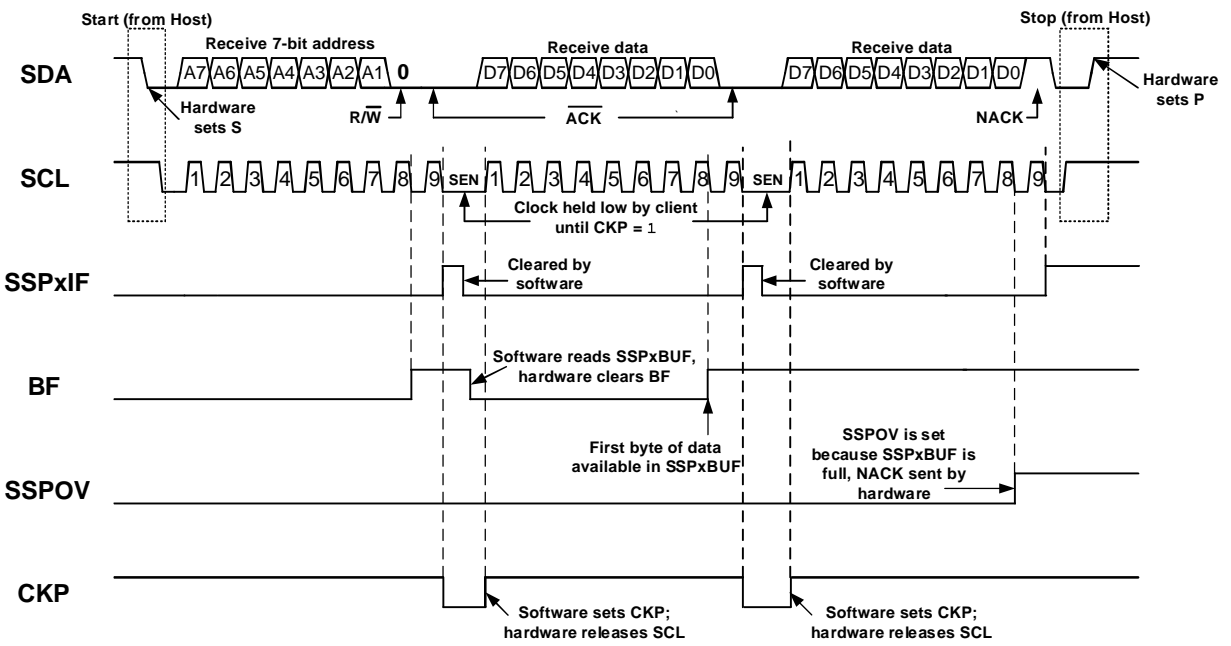 Start (from Host)
Stop (from Host)
Receive 7-bit address
Receive data
Receive data
SDA
A7 A6 A5 A4 A3 A2 A1 0
D7 D6 D5 D4 D3 D2 D1 D0
D7 D6 D5 D4 D3 D2 D1 D0
Hardware
sets S
R/W
ACK
NACK
Hardware
sets P
SCL
1 2 3 4 5 6 7 8 9 SEN 1 2 3 4 5 6 7 8 9 SEN 1 2 3 4 5 6 7 8 9
Clock held low by client
until CKP = 1
SSPxIF
Cleared by
software
Cleared by
software
BF
Software reads SSPxBUF,
hardware clears BF
First byte of data
available in SSPxBUF
SSPOV
SSPOV is set
because SSPxBUF is
full, NACK sent by
hardware
CKP
Software sets CKP;
hardware releases SCL
Software sets CKP;
hardware releases SCL